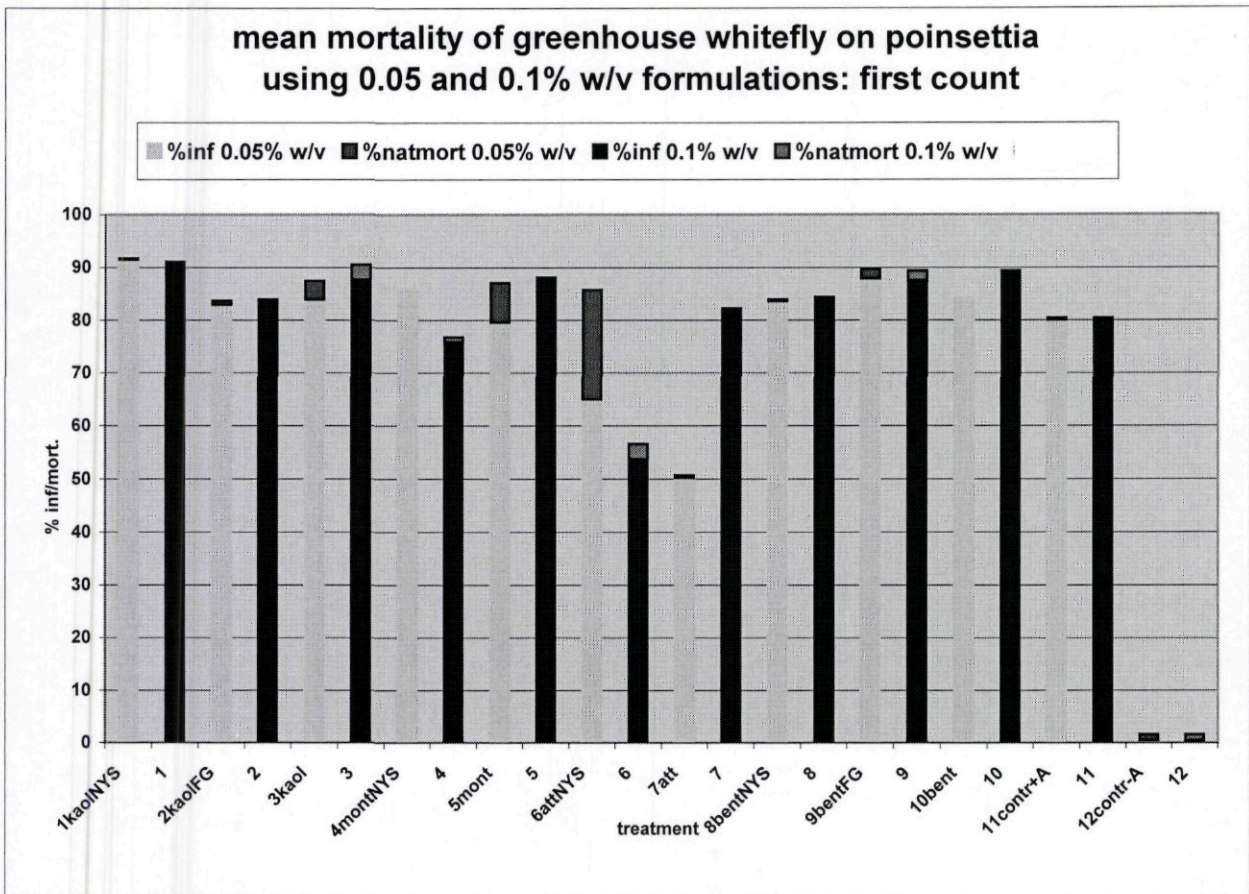 mean mortality of greenhouse whitefly on poinsettia
using 0.05 and 0.1% w/v formulations: first count
%inf 0.05% w/v %natmort 0.05% w/v %inf 0.1% w/v %natmort 0.1% w/v
100
90
80
70
60
50
40
30
20
10
0
% inf/mort.
1kaolNYS
1
2kaolFG
2
3kaol
3
4montNYS
4
5mont
5
6attNYS
6
7att
7
8bentNYS
8
9bentFG
9
10bent
10
11contr+A
11
12contr-A
12
treatment